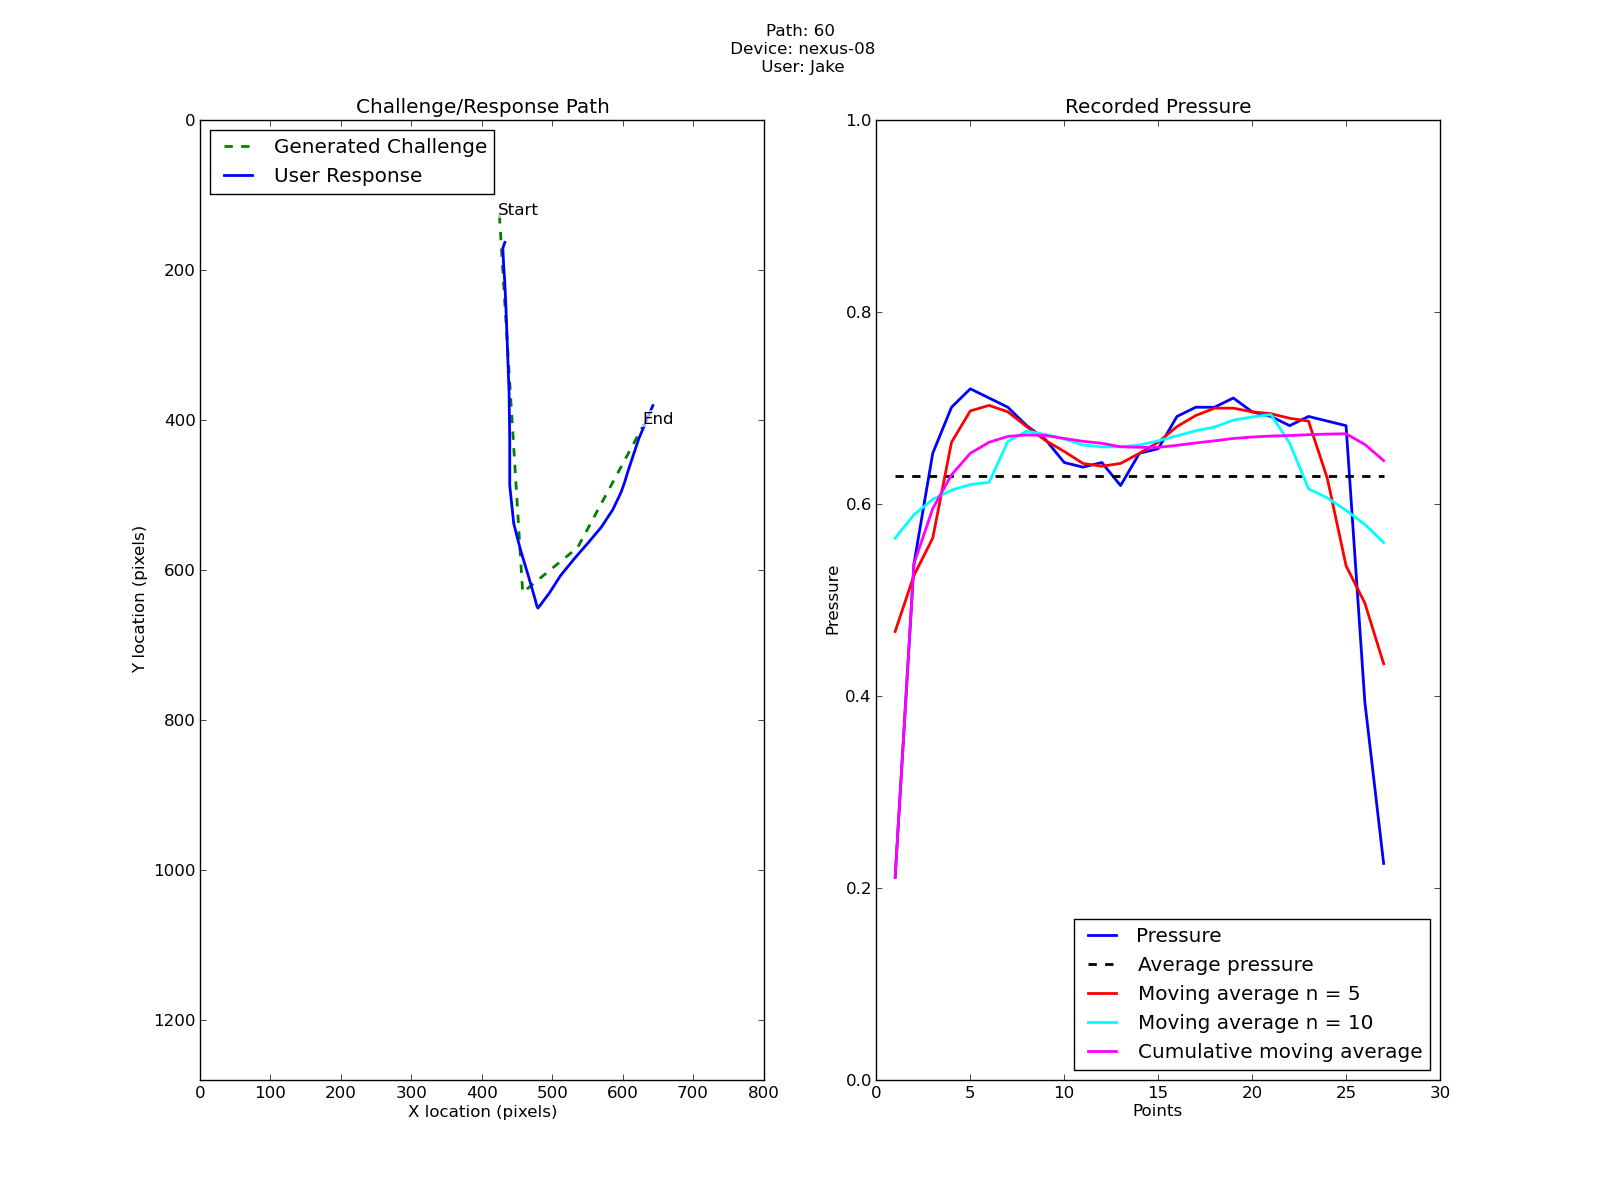 Path: 60
Device: nexus-08
User: Jake
Challenge/Response Path
Generated Challenge
User Response
Start
End
0
200
400
600
800
1000
1200
Y location (pixels)
0 100 200 300 400 500 600 700 800
X location (pixels)
Recorded Pressure
1.0
0.8
0.6
0.4
0.2
0.0
Pressure
Pressure
Average pressure
Moving average n = 5
Moving average n = 10
Cumulative moving average
0 5 10 15 20 25 30
Points